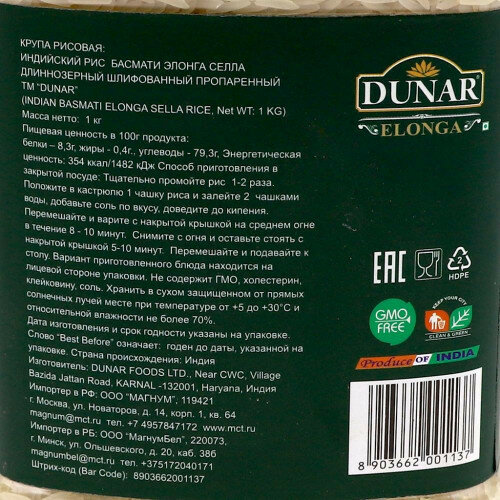 КРУПА РИСОВАЯ:
ИНДИЙСКИЙ РИС БАСМАТИ ЭЛОНГА СЕЛЛА
ДЛИННОЗЕРНЫЙ ШЛИФОВАННЫЙ ПРОПАРЕННЫЙ
ТМ "DUNAR"
(INDIAN BASMATI ELONGA SELLA RICE, Net WT: 1 KG)
Масса нетто: 1 кг
Пищевая ценность в 100г продукта:
белки – 8,3г, жиры - 0,4г., углеводы - 79,3г, Энергетическая
ценность: 354 ккал/1482 кДж Способ приготовления в
закрытой посуде: Тщательно промойте рис 1-2 раза.
Положите в кастрюлю 1 чашку риса и залейте 2 чашками
воды, добавьте соль по вкусу, доведите до кипения.
Перемешайте и варите с накрытой крышкой на среднем огне
в течение 8 - 10 минут. Снимите с огня и оставьте стоять с
накрытой крышкой 5-10 минут. Перемешайте и подавайте к
столу. Вариант приготовленного блюда находится на
лицевой стороне упаковки. Не содержит ГМО, холестерин,
клейковину, соль. Хранить в сухом защищенном от прямых
солнечных лучей месте при температуре от +5 до +30°C и
относительной влажности не более 70%.
Дата изготовления и срок годности указаны на упаковке.
Слово "Best Before" означает: годен до даты, указанной на
упаковке. Страна происхождения: Индия
Изготовитель: DUNAR FOODS LTD., Near CWC, Village
Bazida Jattan Road, KARNAL -132001, Haryana, Индия
Импортер в РФ: ООО "МАГНУМ", 119421
г. Москва, ул. Новаторов, д. 14, корп. 1, кв. 64
magnum@mct.ru, тел. +7 4957847172 www.mct.ru
Импортер в РБ: ООО "МагнумБел", 220073,
г. Минск, ул. Ольшевского, д. 20, каб. 38б
magnumbel@mct.ru, тел. +375172040171
Штрих-код (Bar Code): 8903662001137
DUNAR®
ELONGA
EAC
2
HDPE
GMO
FREE
KEEP YOUR CITY
CLEAN & GREEN
Produce OF INDIA
8 903662 001137